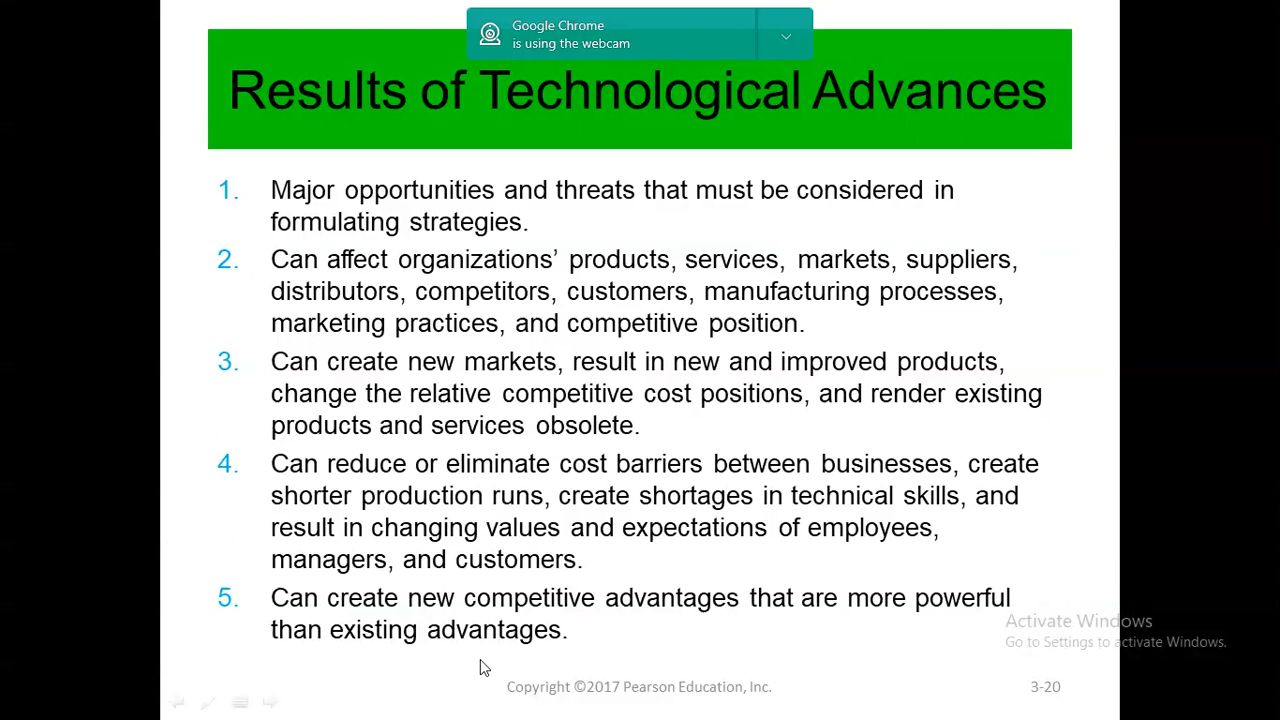 Google Chrome
is using the webcam
Results of Technological Advances
1. Major opportunities and threats that must be considered in
formulating strategies.
2. Can affect organizations’ products, services, markets, suppliers,
distributors, competitors, customers, manufacturing processes,
marketing practices, and competitive position.
3. Can create new markets, result in new and improved products,
change the relative competitive cost positions, and render existing
products and services obsolete.
4. Can reduce or eliminate cost barriers between businesses, create
shorter production runs, create shortages in technical skills, and
result in changing values and expectations of employees,
managers, and customers.
5. Can create new competitive advantages that are more powerful
than existing advantages.
Activate Windows
Go to Settings to activate Windows.
Copyright ©2017 Pearson Education, Inc.
3-20